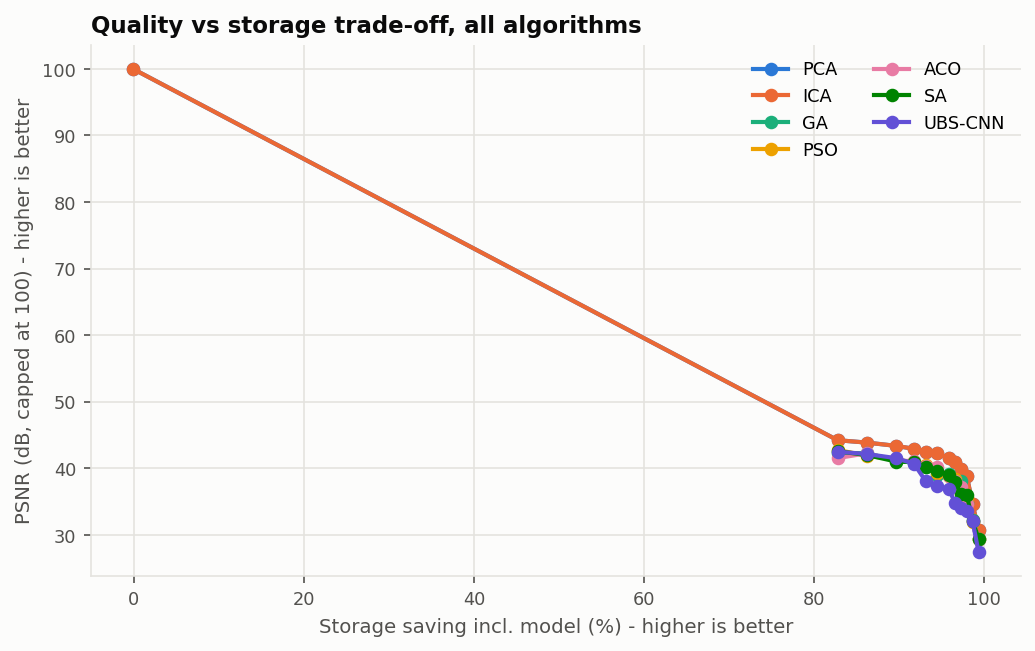 Quality vs storage trade-off, all algorithms
PSNR (dB, capped at 100) - higher is better
100
90
80
70
60
50
40
30
PCA
ICA
GA
PSO
ACO
SA
UBS-CNN
0
20
40
60
80
100
Storage saving incl. model (%) - higher is better